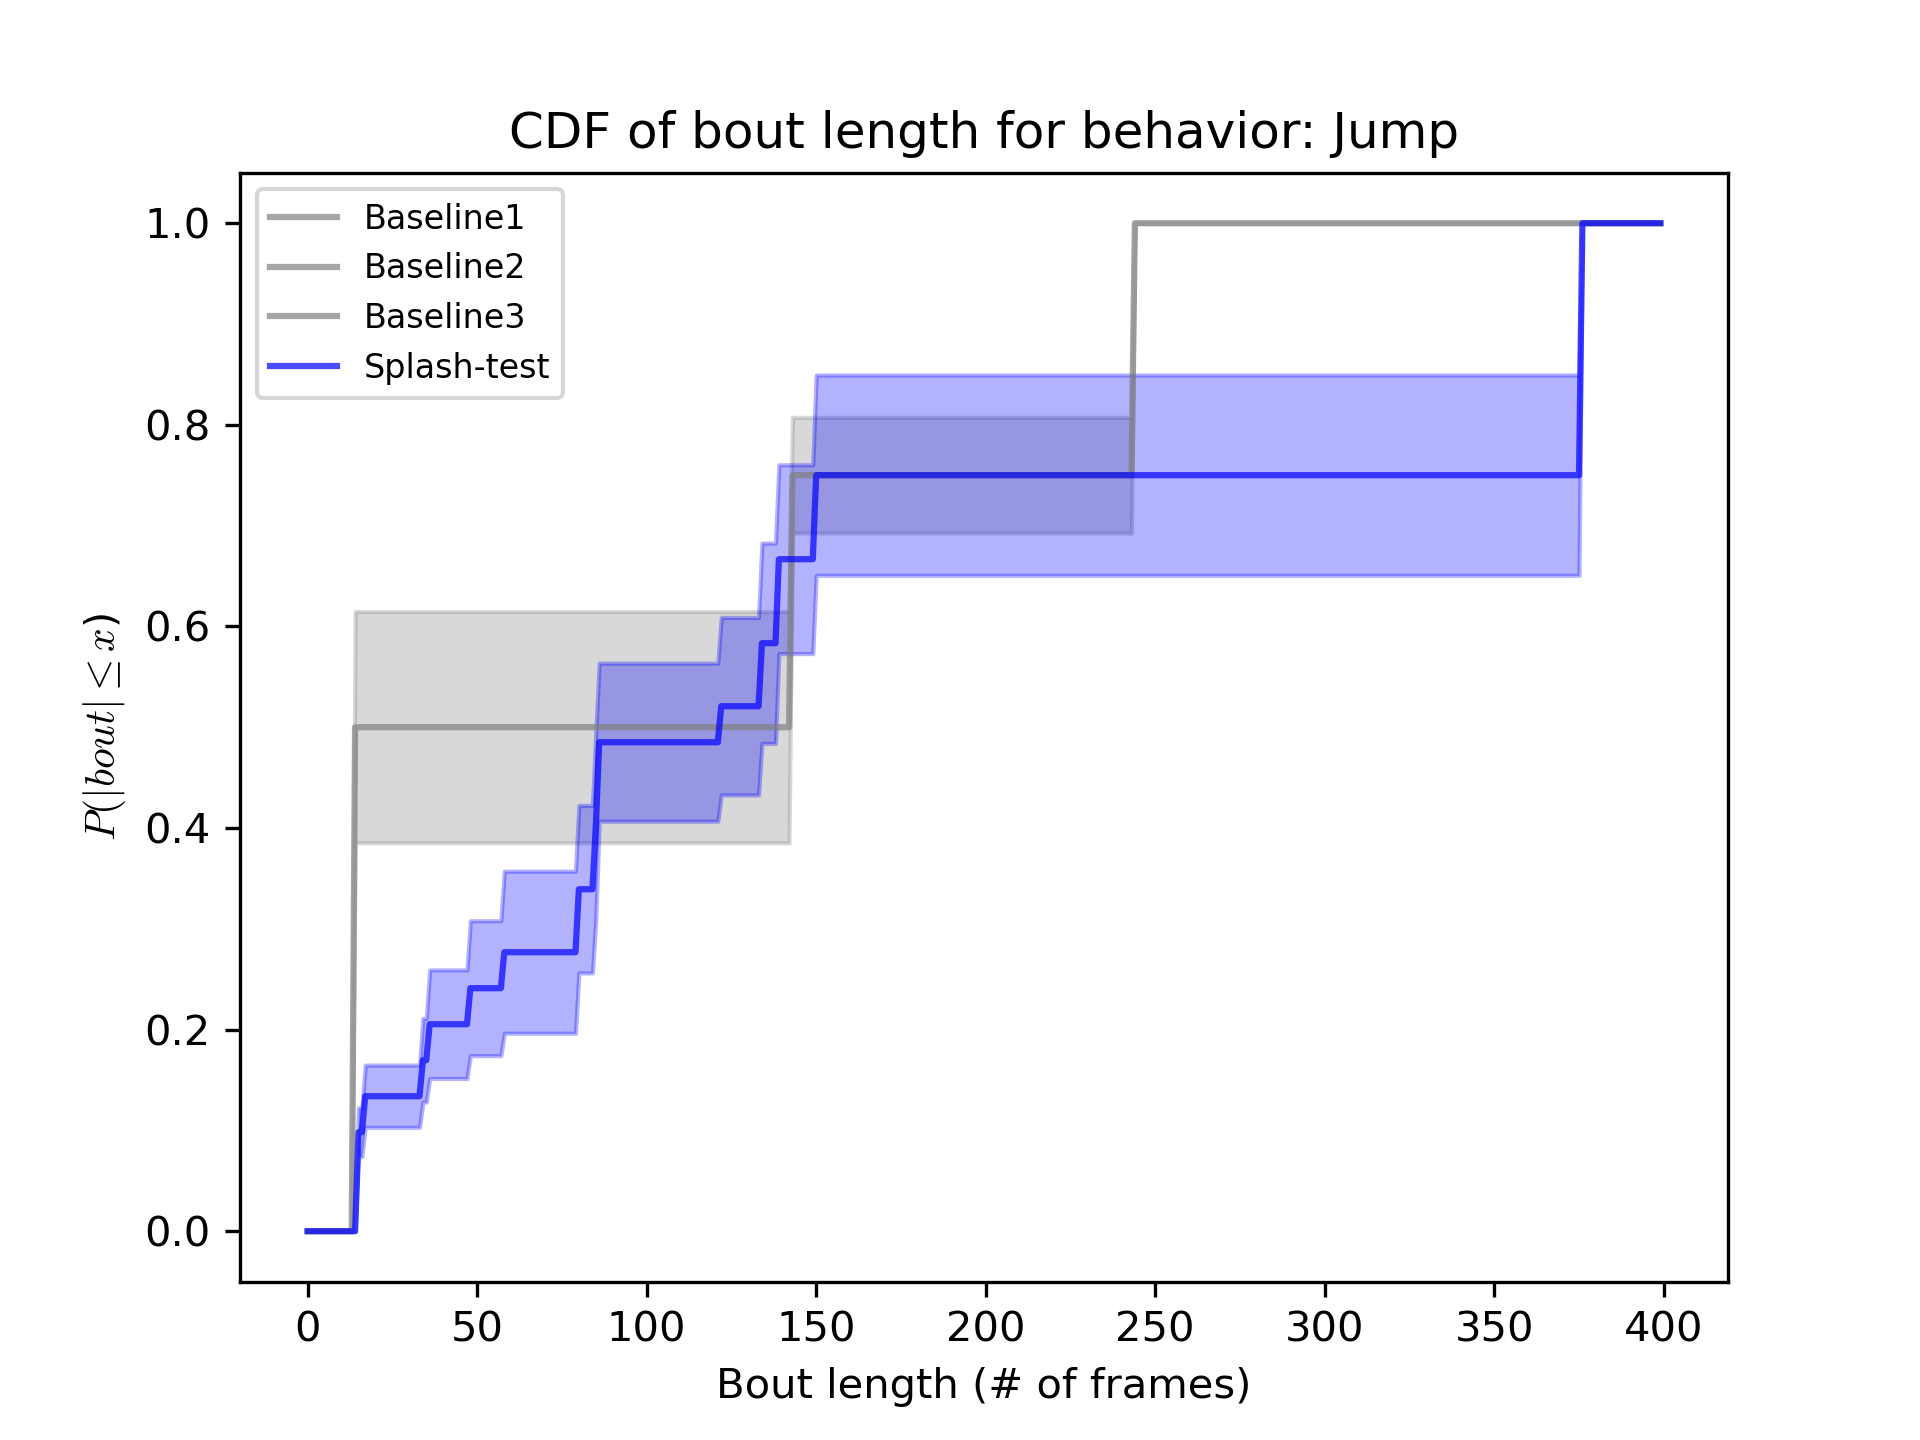 CDF of bout length for behavior: Jump
Baseline1
Baseline2
Baseline3
Splash-test
1.0
0.8
0.6
0.4
0.2
0.0
P(|bout| ≤ x)
0 50 100 150 200 250 300 350 400
Bout length (# of frames)